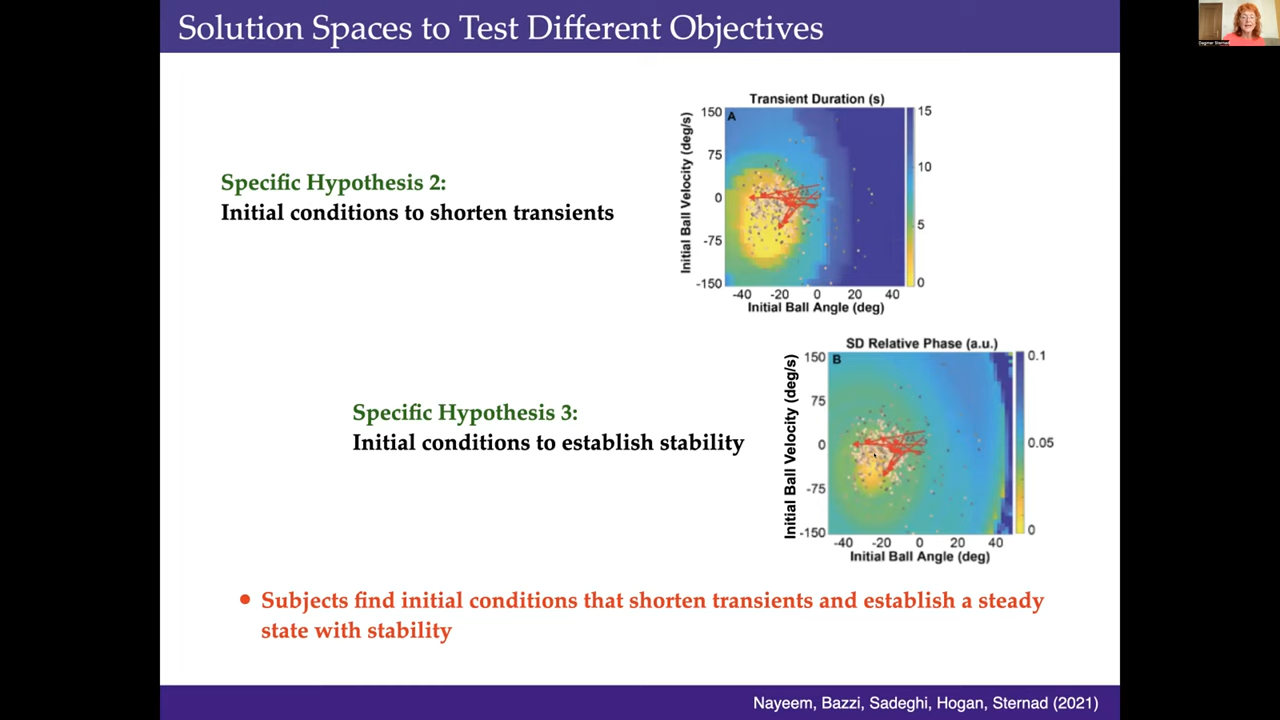 Solution Spaces to Test Different Objectives
Dagmar Sternad
Transient Duration (s)
A
Initial Ball Velocity (deg/s)
150
75
0
-75
-150
-40 -20 0 20 40
Initial Ball Angle (deg)
15
10
5
0
Specific Hypothesis 2:
Initial conditions to shorten transients
SD Relative Phase (a.u.)
B
Initial Ball Velocity (deg/s)
150
75
0
-75
-150
-40 -20 0 20 40
Initial Ball Angle (deg)
0.1
0.05
0
Specific Hypothesis 3:
Initial conditions to establish stability
• Subjects find initial conditions that shorten transients and establish a steady
state with stability
Nayeem, Bazzi, Sadeghi, Hogan, Sternad (2021)